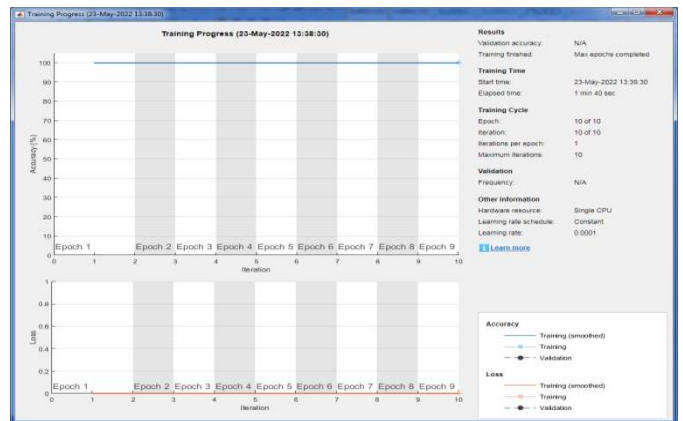 Training Progress (23-May-2022 13:38:30)
Training Progress (23-May-2022 13:38:30)
100
90
80
70
60
50
40
30
20
10
0
Accuracy (%)
Epoch 1 Epoch 2 Epoch 3 Epoch 4 Epoch 5 Epoch 6 Epoch 7 Epoch 8 Epoch 9
0 1 2 3 4 5 6 7 8 9 10
Iteration
1
0.8
0.6
0.4
0.2
0
Loss
Epoch 1 Epoch 2 Epoch 3 Epoch 4 Epoch 5 Epoch 6 Epoch 7 Epoch 8 Epoch 9
0 1 2 3 4 5 6 7 8 9 10
Iteration
Results
Validation accuracy: N/A
Training finished: Max epochs completed
Training Time
Start time: 23-May-2022 13:38:30
Elapsed time: 1 min 40 sec
Training Cycle
Epoch: 10 of 10
Iteration: 10 of 10
Iterations per epoch: 1
Maximum iterations: 10
Validation
Frequency: N/A
Other Information
Hardware resource: Single CPU
Learning rate schedule: Constant
Learning rate: 0.0001
Learn more
Accuracy
Training (smoothed)
Training
Validation
Loss
Training (smoothed)
Training
Validation